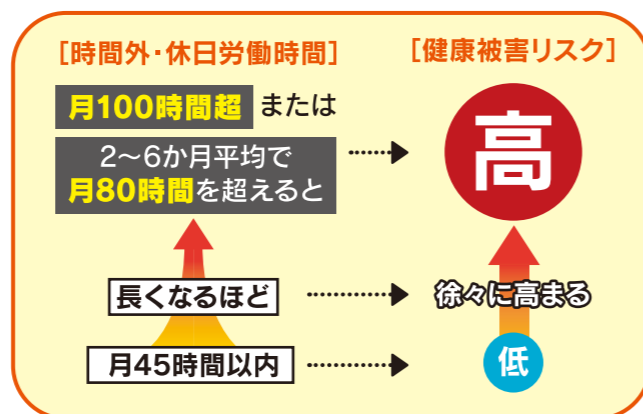 ［時間外・休日労働時間］
［健康被害リスク］
月100時間超 または
2〜6か月平均で
月80時間を超えると
高
長くなるほど
徐々に高まる
月45時間以内
低